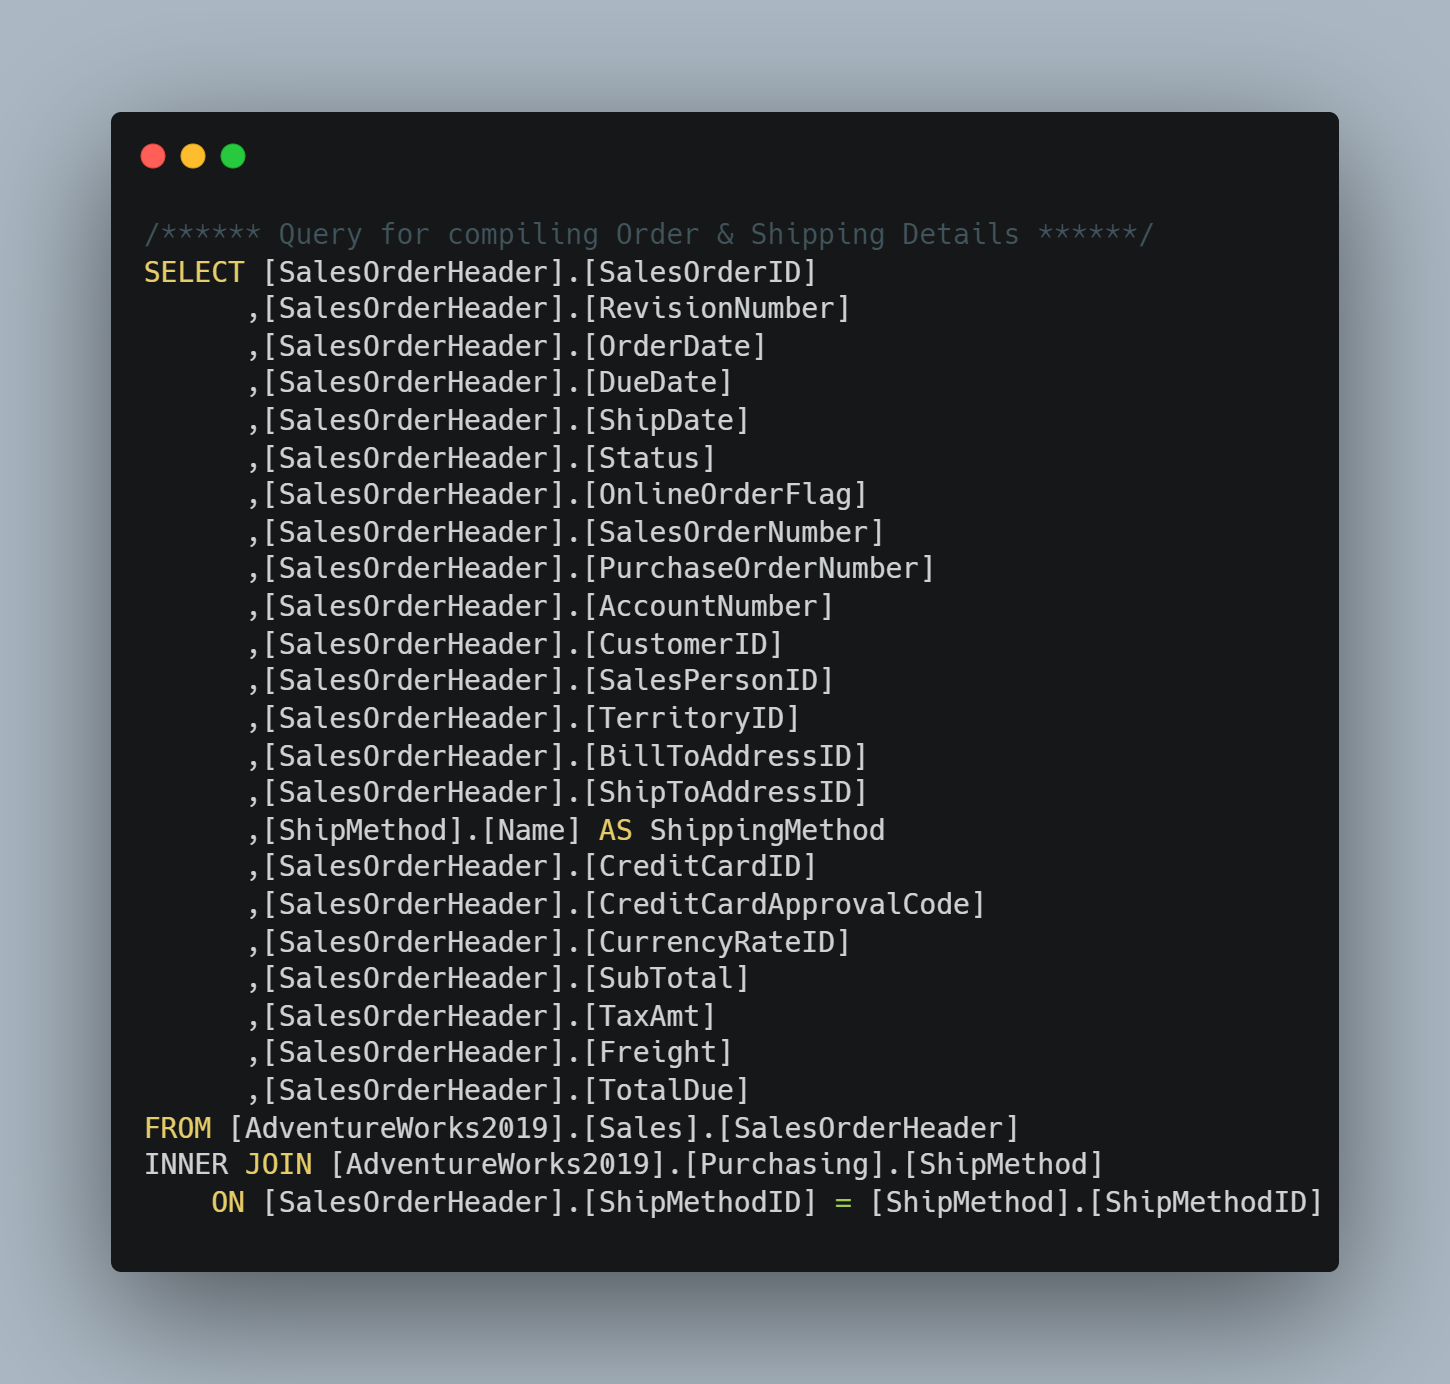 /****** Query for compiling Order & Shipping Details ******/
SELECT [SalesOrderHeader].[SalesOrderID]
      ,[SalesOrderHeader].[RevisionNumber]
      ,[SalesOrderHeader].[OrderDate]
      ,[SalesOrderHeader].[DueDate]
      ,[SalesOrderHeader].[ShipDate]
      ,[SalesOrderHeader].[Status]
      ,[SalesOrderHeader].[OnlineOrderFlag]
      ,[SalesOrderHeader].[SalesOrderNumber]
      ,[SalesOrderHeader].[PurchaseOrderNumber]
      ,[SalesOrderHeader].[AccountNumber]
      ,[SalesOrderHeader].[CustomerID]
      ,[SalesOrderHeader].[SalesPersonID]
      ,[SalesOrderHeader].[TerritoryID]
      ,[SalesOrderHeader].[BillToAddressID]
      ,[SalesOrderHeader].[ShipToAddressID]
      ,[ShipMethod].[Name] AS ShippingMethod
      ,[SalesOrderHeader].[CreditCardID]
      ,[SalesOrderHeader].[CreditCardApprovalCode]
      ,[SalesOrderHeader].[CurrencyRateID]
      ,[SalesOrderHeader].[SubTotal]
      ,[SalesOrderHeader].[TaxAmt]
      ,[SalesOrderHeader].[Freight]
      ,[SalesOrderHeader].[TotalDue]
FROM [AdventureWorks2019].[Sales].[SalesOrderHeader]
INNER JOIN [AdventureWorks2019].[Purchasing].[ShipMethod]
    ON [SalesOrderHeader].[ShipMethodID] = [ShipMethod].[ShipMethodID]